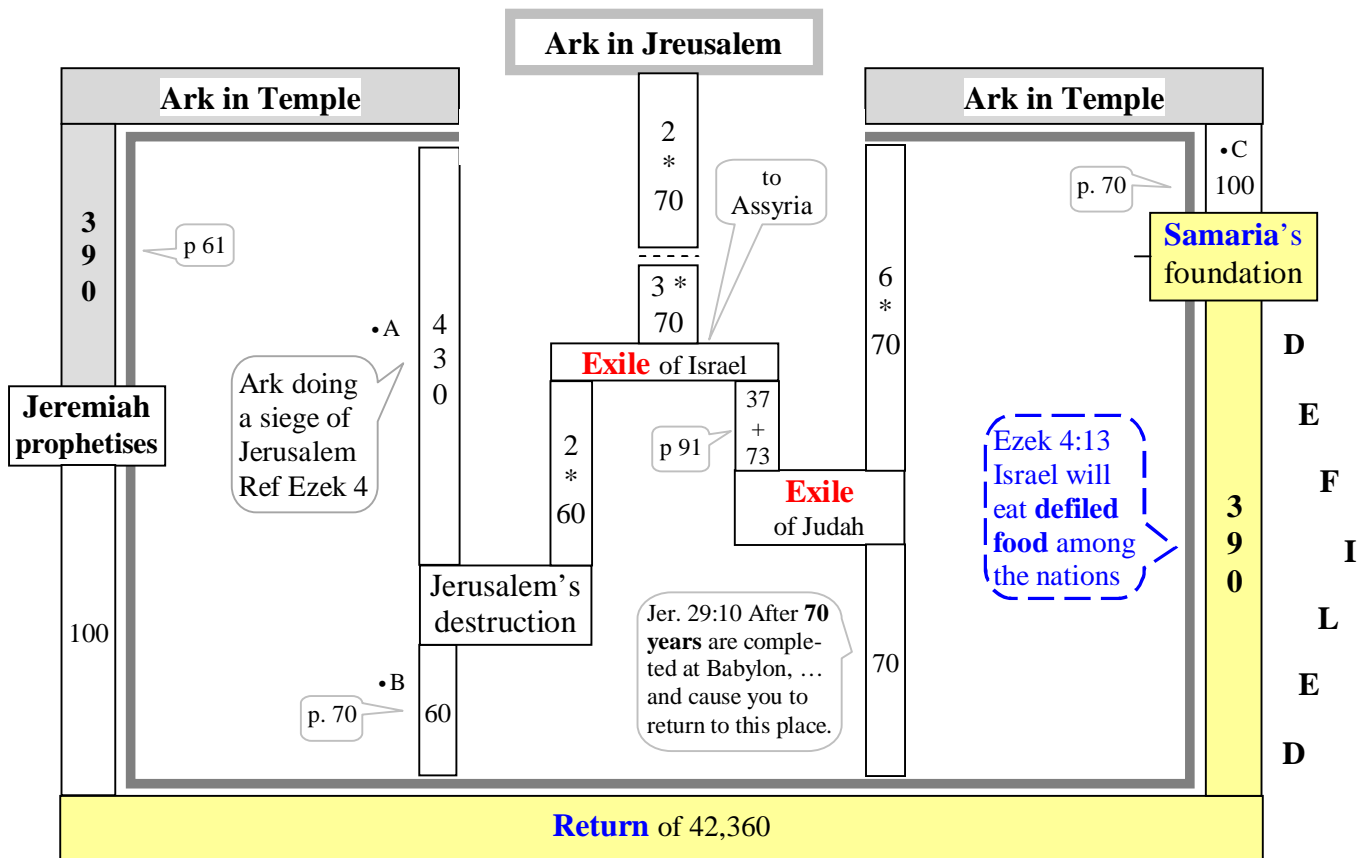 Ark in Jreusalem
Ark in Temple
Ark in Temple
2
*
70
3 *
70
to
Assyria
3
9
0
p 61
• A
4
3
0
Ark doing
a siege of
Jerusalem
Ref Ezek 4
Jeremiah
prophetises
100
Exile of Israel
2
*
60
37
+
73
p 91
Exile
of Judah
6
*
70
Jerusalem's
destruction
• B
p. 70
60
Jer. 29:10 After 70
years are comple-
ted at Babylon, …
and cause you to
return to this place.
70
• C
100
p. 70
Samaria's
foundation
Ezek 4:13
Israel will
eat defiled
food among
the nations
3
9
0
D
E
F
I
L
E
D
Return of 42,360